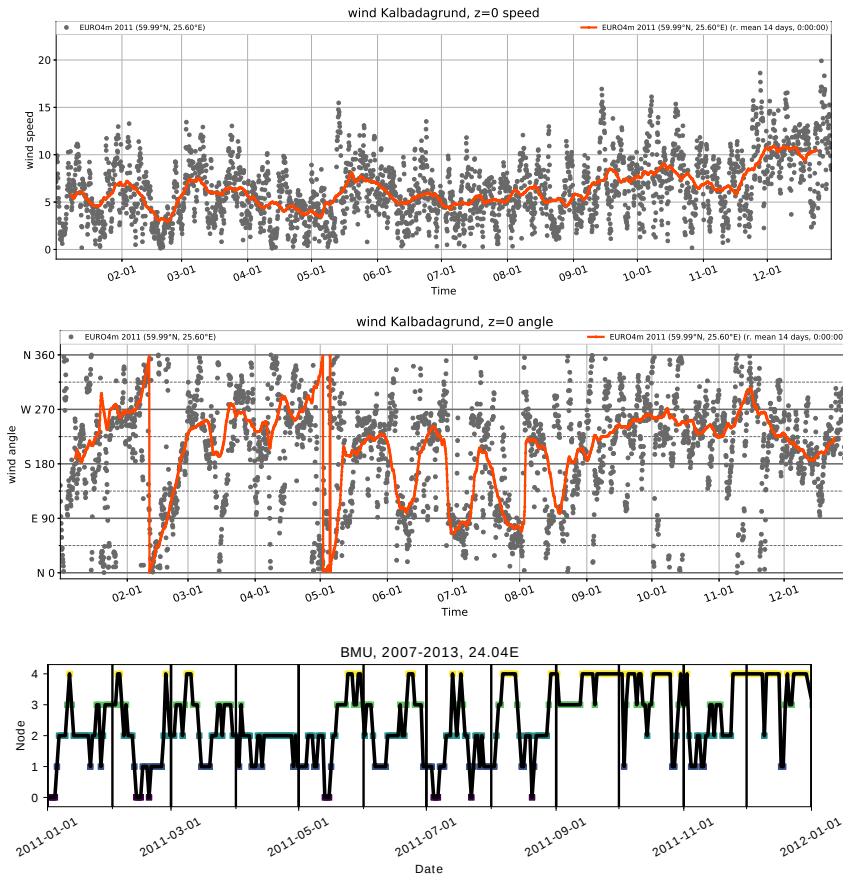 wind Kalbadagrund, z=0 speed
EURO4m 2011 (59.99°N, 25.60°E)
EURO4m 2011 (59.99°N, 25.60°E) (r. mean 14 days, 0:00:00)
wind speed
20
15
10
5
0
02-01 03-01 04-01 05-01 06-01 07-01 08-01 09-01 10-01 11-01 12-01
Time
wind Kalbadagrund, z=0 angle
EURO4m 2011 (59.99°N, 25.60°E)
EURO4m 2011 (59.99°N, 25.60°E) (r. mean 14 days, 0:00:00
wind angle
N 360
W 270
S 180
E 90
N 0
02-01 03-01 04-01 05-01 06-01 07-01 08-01 09-01 10-01 11-01 12-01
Time
BMU, 2007-2013, 24.04E
Node
4
3
2
1
0
2011-01-01 2011-03-01 2011-05-01 2011-07-01 2011-09-01 2011-11-01 2012-01-01
Date